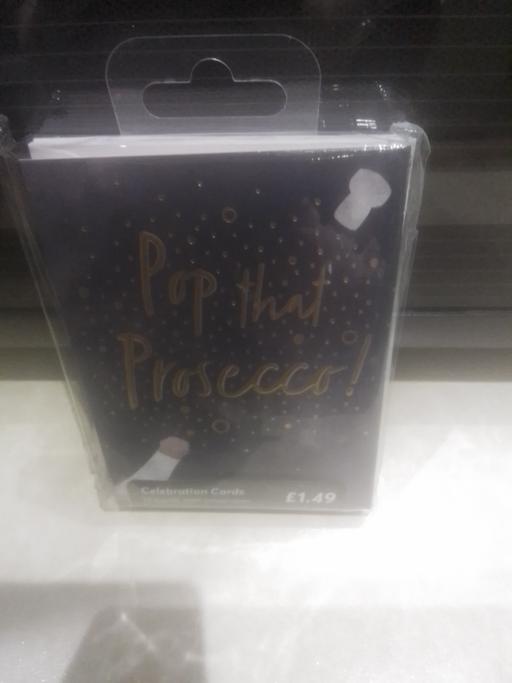 Pop that
Prosecco!
Celebration Cards
£1.49